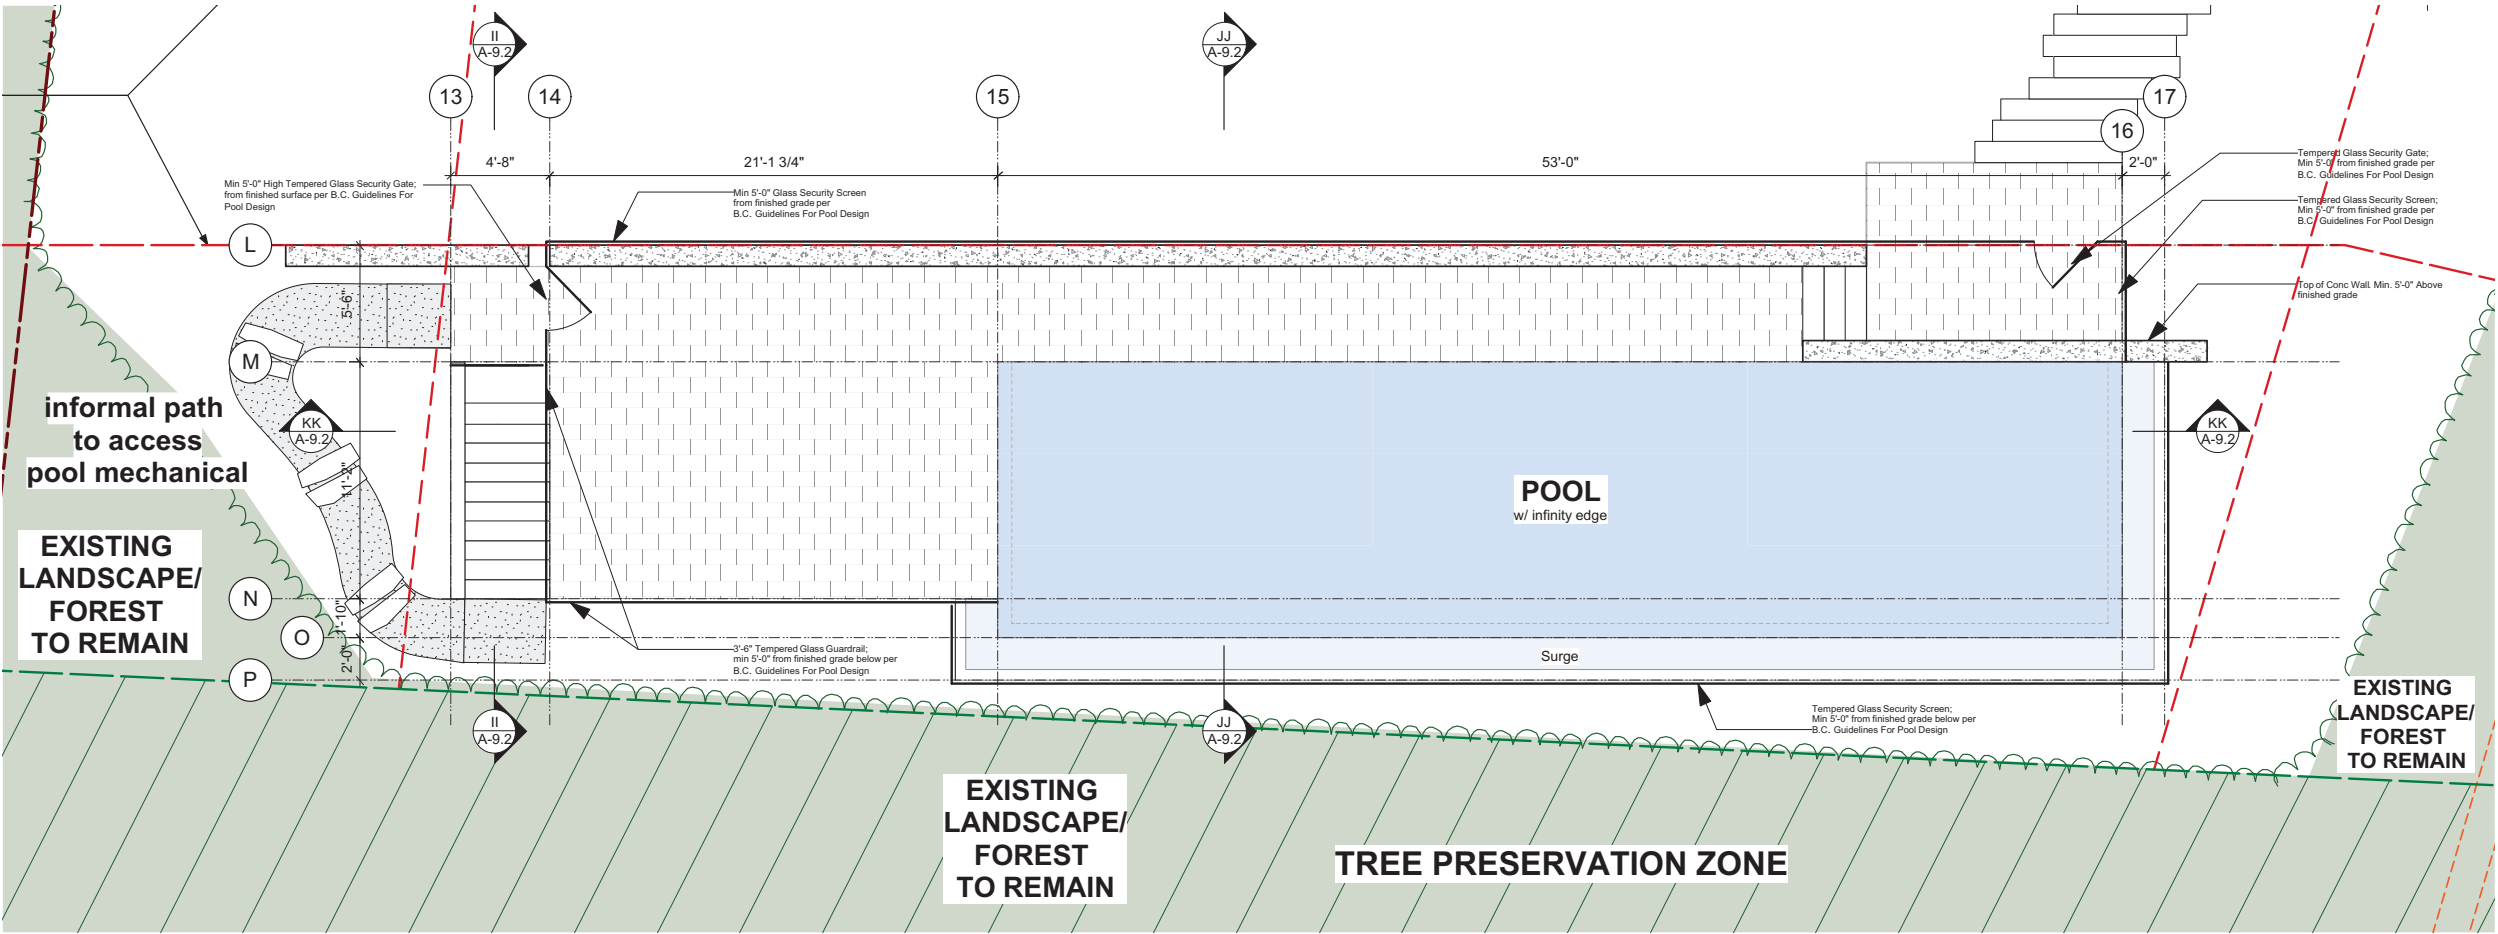 II
A-9.2
JJ
A-9.2
13
14
15
16
17
4'-8"
21'-1 3/4"
53'-0"
2'-0"
Min 5'-0" High Tempered Glass Security Gate;
from finished surface per B.C. Guidelines For
Pool Design
Min 5'-0" Glass Security Screen
from finished grade per
B.C. Guidelines For Pool Design
Tempered Glass Security Gate;
Min 5'-0" from finished grade per
B.C. Guidelines For Pool Design
Tempered Glass Security Screen;
Min 5'-0" from finished grade per
B.C. Guidelines For Pool Design
Top of Conc Wall. Min. 5'-0" Above
finished grade
L
M
N
O
P
5'-6"
11'-2"
1'-10"
2'-0"
informal path
to access
pool mechanical
KK
A-9.2
KK
A-9.2
POOL
w/ infinity edge
EXISTING
LANDSCAPE/
FOREST
TO REMAIN
Surge
3'-6" Tempered Glass Guardrail;
min 5'-0" from finished grade below per
B.C. Guidelines For Pool Design
Tempered Glass Security Screen;
Min 5'-0" from finished grade below per
B.C. Guidelines For Pool Design
II
A-9.2
JJ
A-9.2
EXISTING
LANDSCAPE/
FOREST
TO REMAIN
EXISTING
LANDSCAPE/
FOREST
TO REMAIN
TREE PRESERVATION ZONE